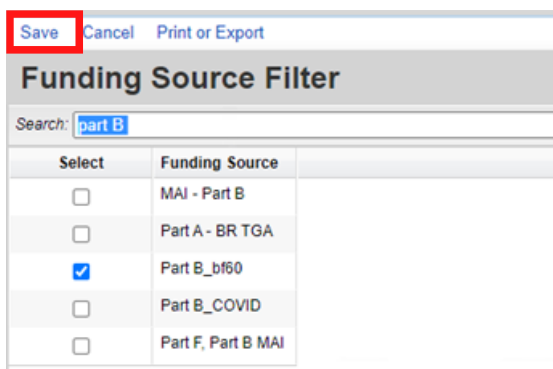 Save Cancel Print or Export
Funding Source Filter
Search: part B
Select Funding Source
MAI - Part B
Part A - BR TGA
Part B_bf60
Part B_COVID
Part F, Part B MAI